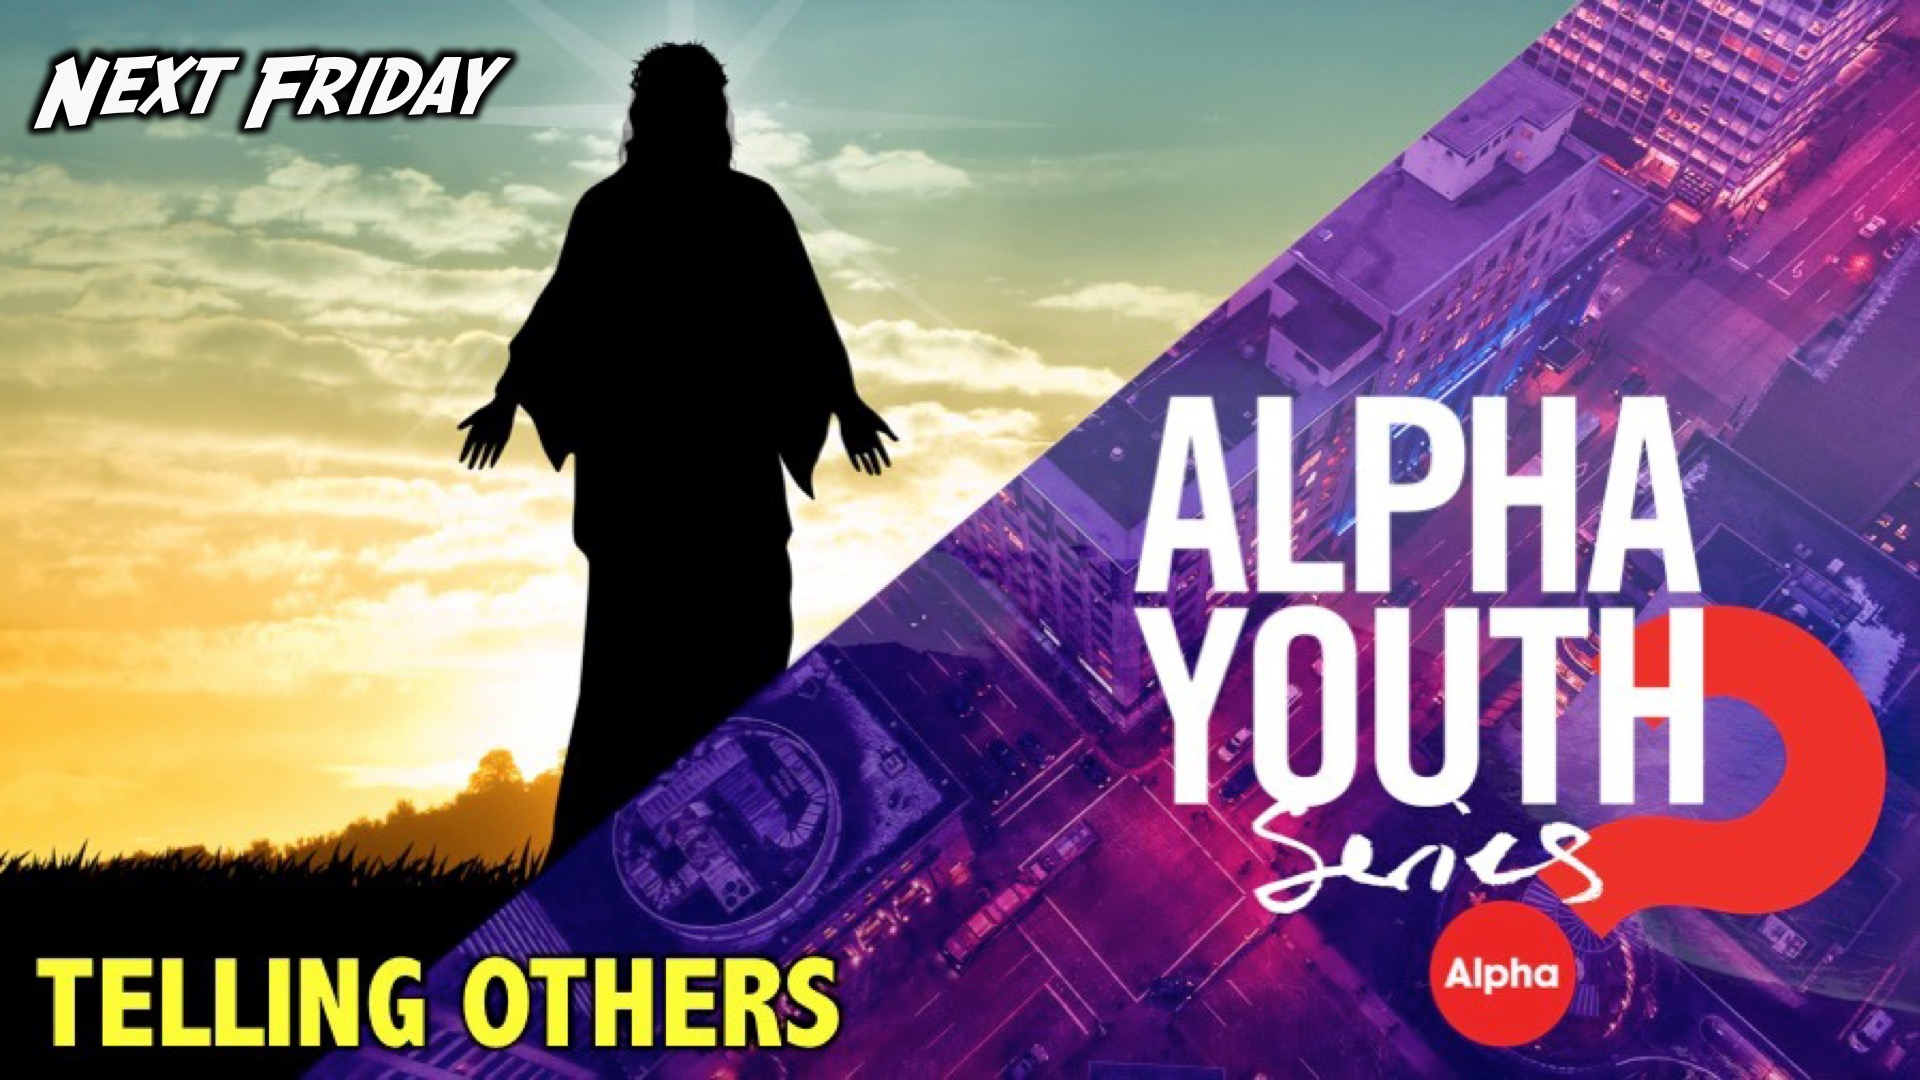 NEXT FRIDAY
ALPHA
YOUTH
Series
Alpha
TELLING OTHERS